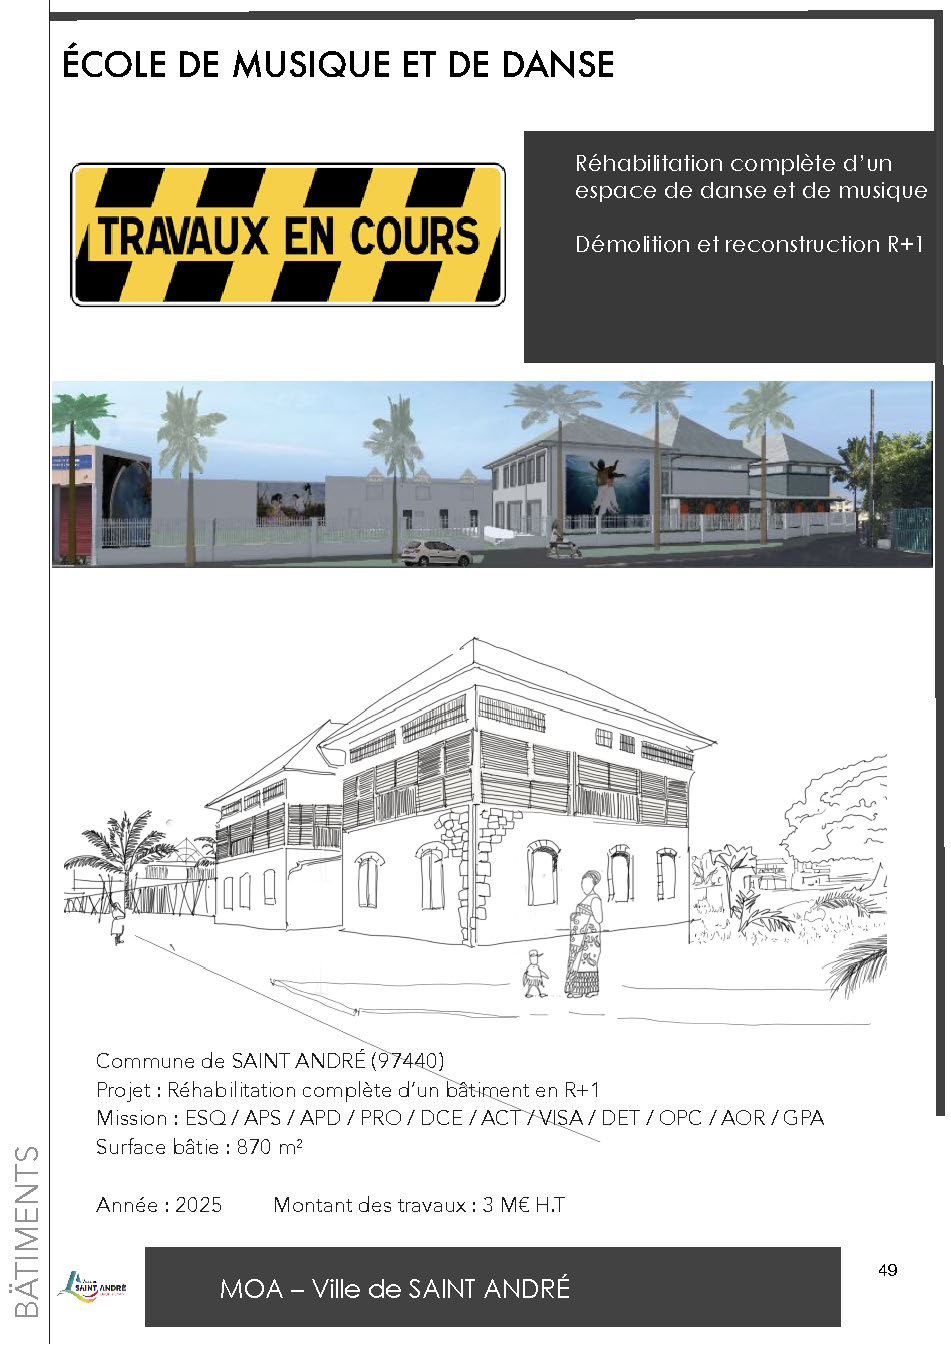 ÉCOLE DE MUSIQUE ET DE DANSE
TRAVAUX EN COURS
Réhabilitation complète d’un
espace de danse et de musique
Démolition et reconstruction R+1
Commune de SAINT ANDRÉ (97440)
Projet : Réhabilitation complète d’un bâtiment en R+1
Mission : ESQ / APS / APD / PRO / DCE / ACT / VISA / DET / OPC / AOR / GPA
Surface bâtie : 870 m²
Année : 2025 Montant des travaux : 3 M€ H.T
BÂTIMENTS
SAINT ANDRÉ
MOA – Ville de SAINT ANDRÉ
49